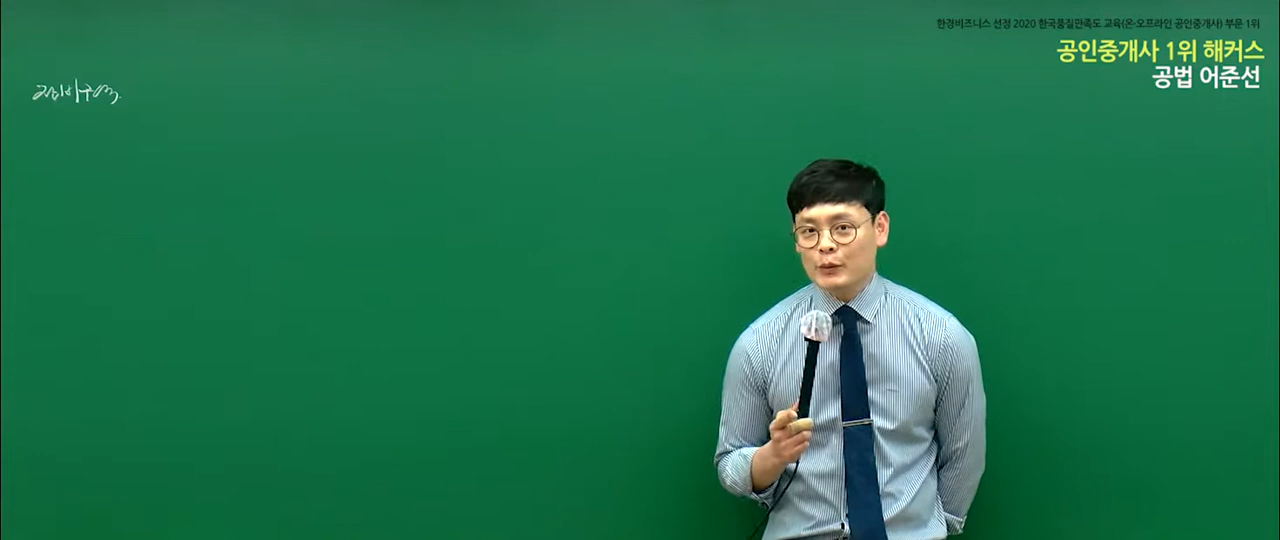 한경비즈니스 선정 2020 한국품질만족도 교육(온·오프라인 공인중개사) 부문 1위
공인중개사 1위 해커스
공법 어준선